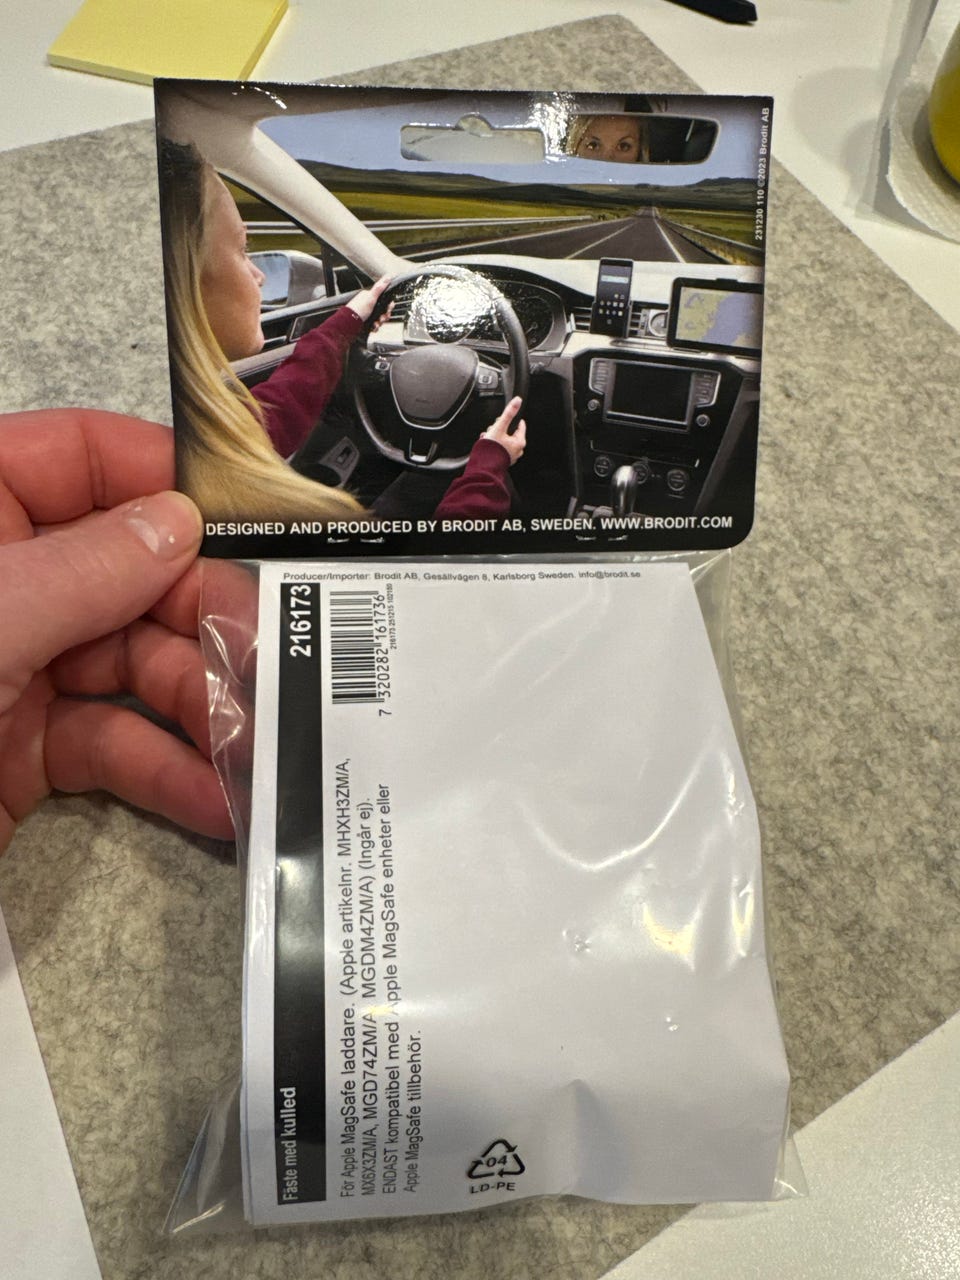 231230 110 ©2023 Brodit AB
DESIGNED AND PRODUCED BY BRODIT AB, SWEDEN. WWW.BRODIT.COM
Producer/Importer: Brodit AB, Gesällvägen 8, Karlsborg Sweden. info@brodit.se
Fäste med kulled 216173
För Apple MagSafe laddare. (Apple artikelnr. MHXH3ZM/A,
MX6X3ZM/A, MGD74ZM/A, MGDM4ZM/A) (Ingår ej).
ENDAST kompatibel med Apple MagSafe enheter eller
Apple MagSafe tillbehör.
7 320282 161736
216173 251215 102150
04
LD-PE